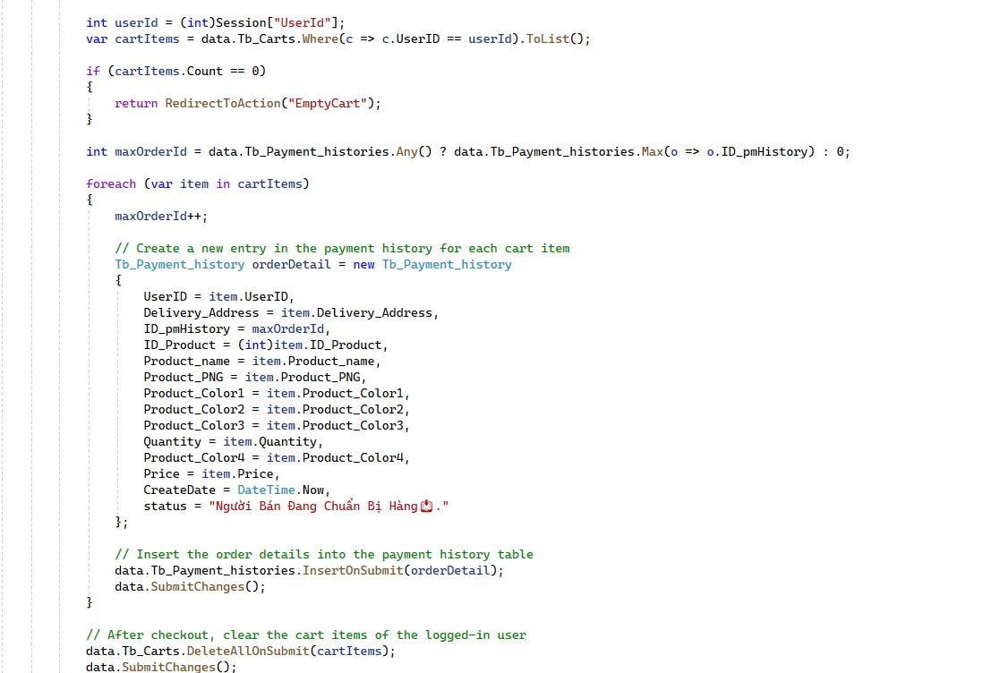 int userId = (int)Session["UserId"];
var cartItems = data.Tb_Carts.Where(c => c.UserID == userId).ToList();
if (cartItems.Count == 0)
{
return RedirectToAction("EmptyCart");
}
int maxOrderId = data.Tb_Payment_histories.Any() ? data.Tb_Payment_histories.Max(o => o.ID_pmHistory) : 0;
foreach (var item in cartItems)
{
maxOrderId++;
// Create a new entry in the payment history for each cart item
Tb_Payment_history orderDetail = new Tb_Payment_history
{
UserID = item.UserID,
Delivery_Address = item.Delivery_Address,
ID_pmHistory = maxOrderId,
ID_Product = (int)item.ID_Product,
Product_name = item.Product_name,
Product_PNG = item.Product_PNG,
Product_Color1 = item.Product_Color1,
Product_Color2 = item.Product_Color2,
Product_Color3 = item.Product_Color3,
Quantity = item.Quantity,
Product_Color4 = item.Product_Color4,
Price = item.Price,
CreateDate = DateTime.Now,
status = "Người Bán Đang Chuẩn Bị Hàng📩."
};
// Insert the order details into the payment history table
data.Tb_Payment_histories.InsertOnSubmit(orderDetail);
data.SubmitChanges();
}
// After checkout, clear the cart items of the logged-in user
data.Tb_Carts.DeleteAllOnSubmit(cartItems);
data.SubmitChanges();